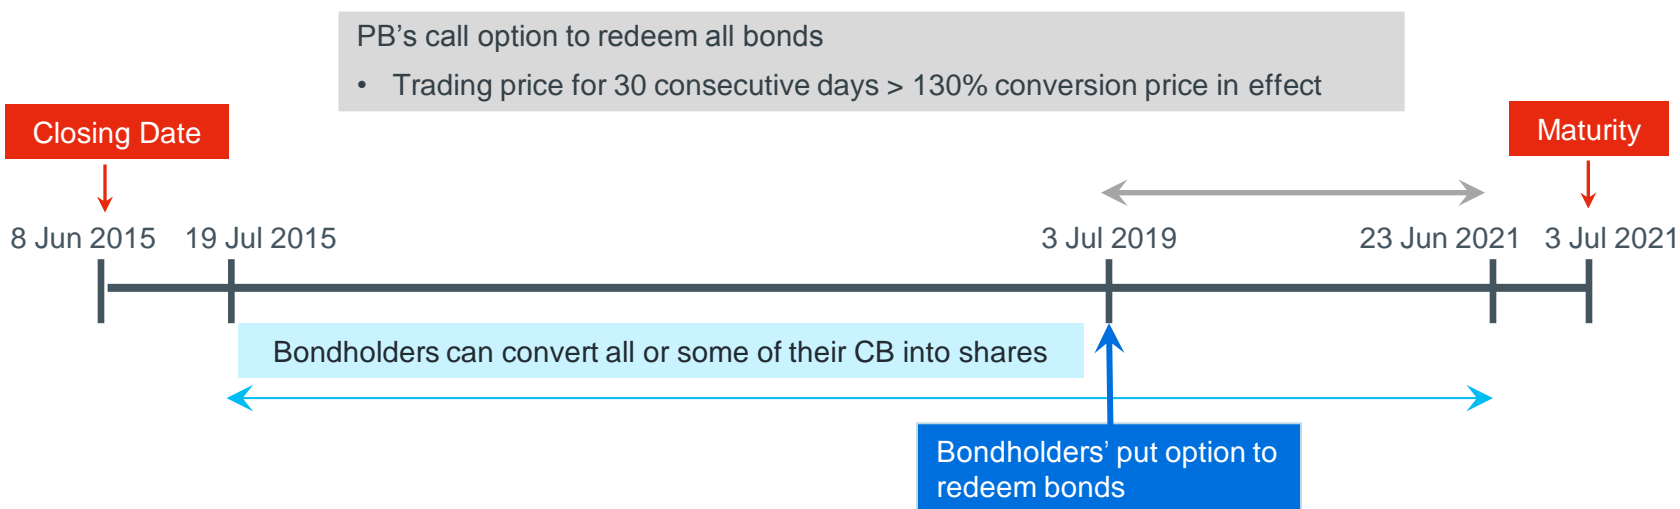 PB’s call option to redeem all bonds
• Trading price for 30 consecutive days > 130% conversion price in effect
Closing Date
Maturity
8 Jun 2015
19 Jul 2015
3 Jul 2019
23 Jun 2021
3 Jul 2021
Bondholders can convert all or some of their CB into shares
Bondholders’ put option to
redeem bonds